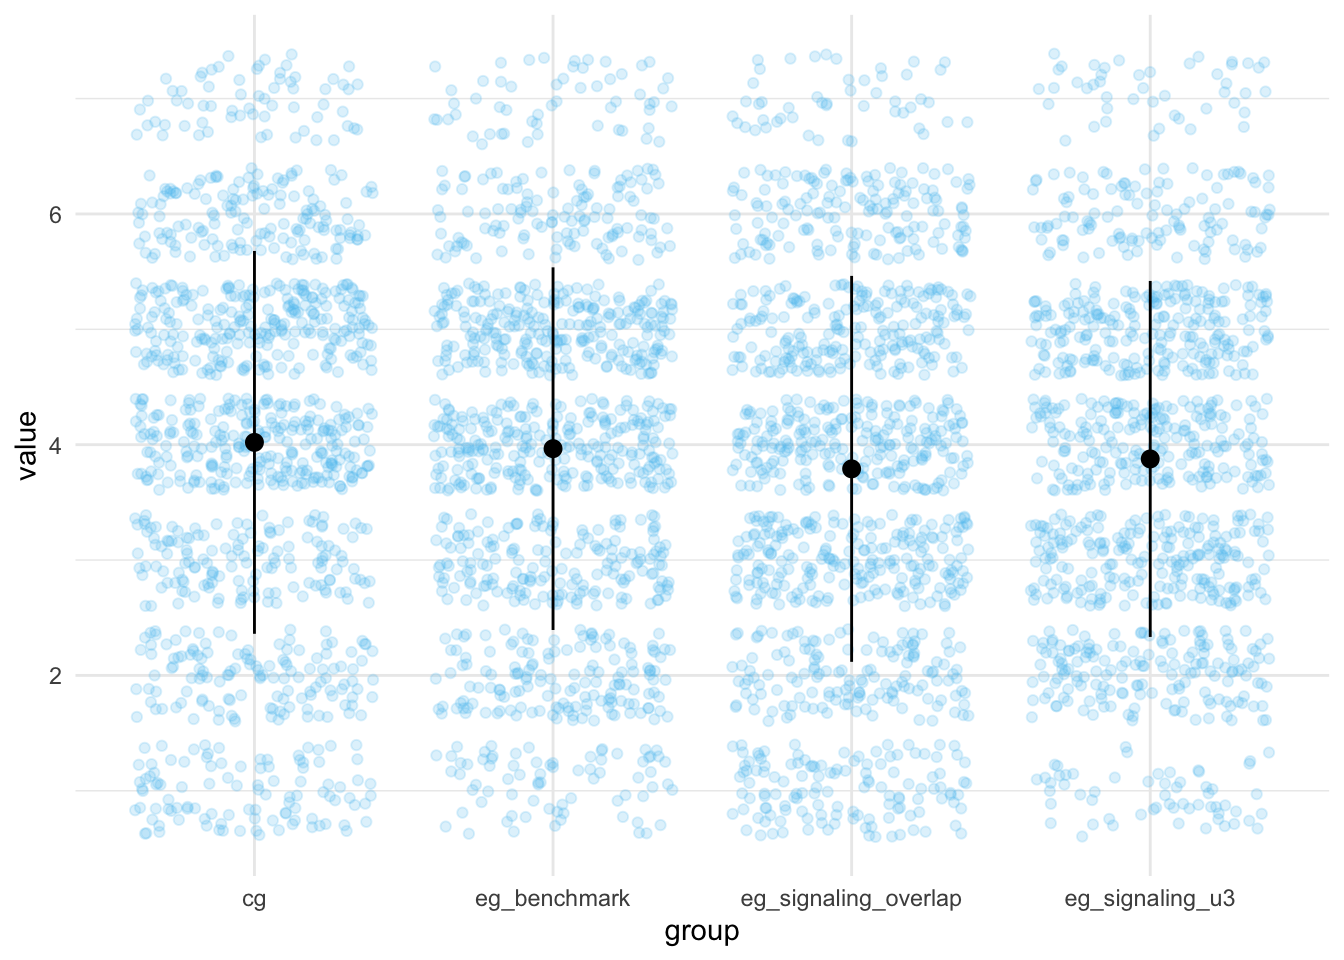 6
4
2
value
cg
eg_benchmark
eg_signaling_overlap
eg_signaling_u3
group